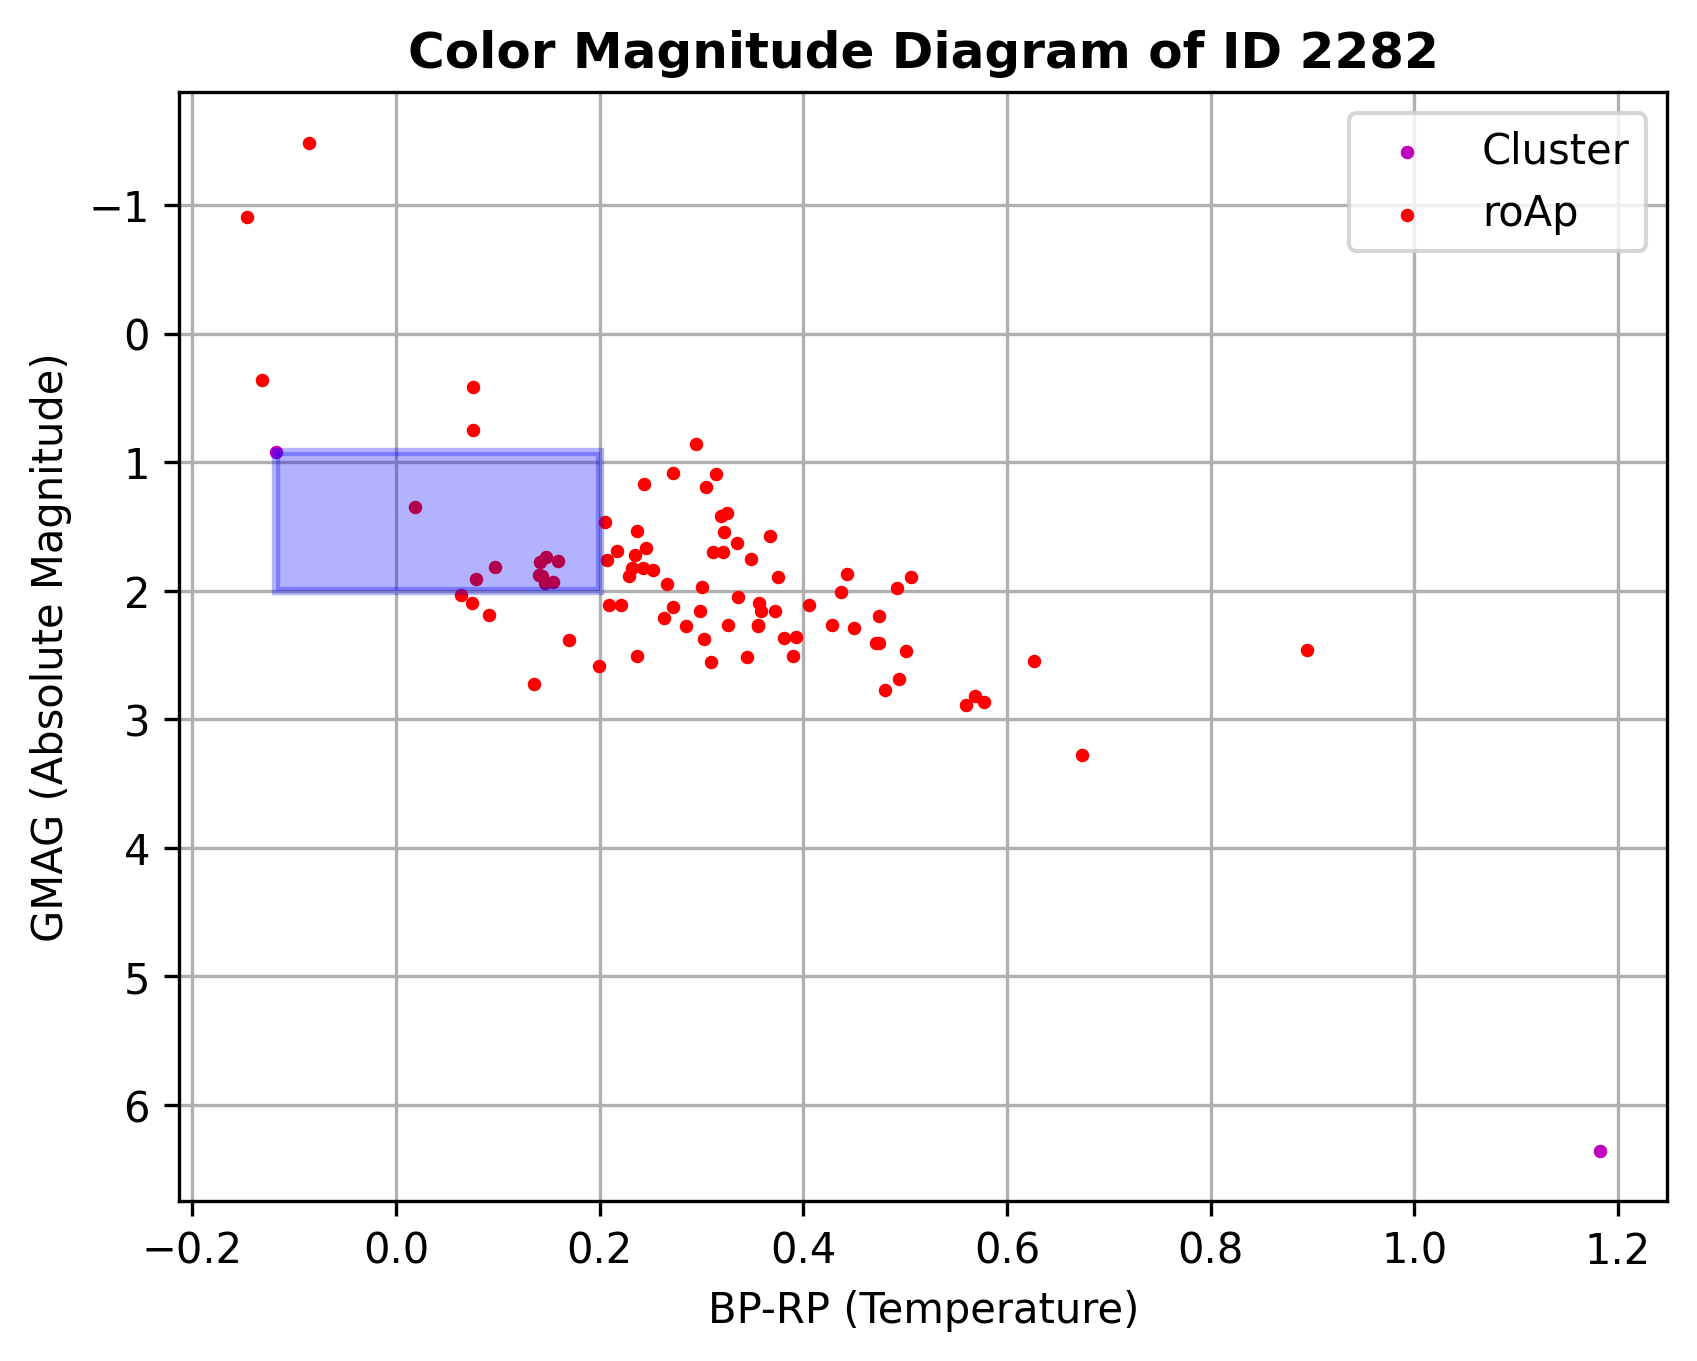 Color Magnitude Diagram of ID 2282
Cluster
roAp
−1
0
1
2
3
4
5
6
GMAG (Absolute Magnitude)
−0.2 0.0 0.2 0.4 0.6 0.8 1.0 1.2
BP-RP (Temperature)